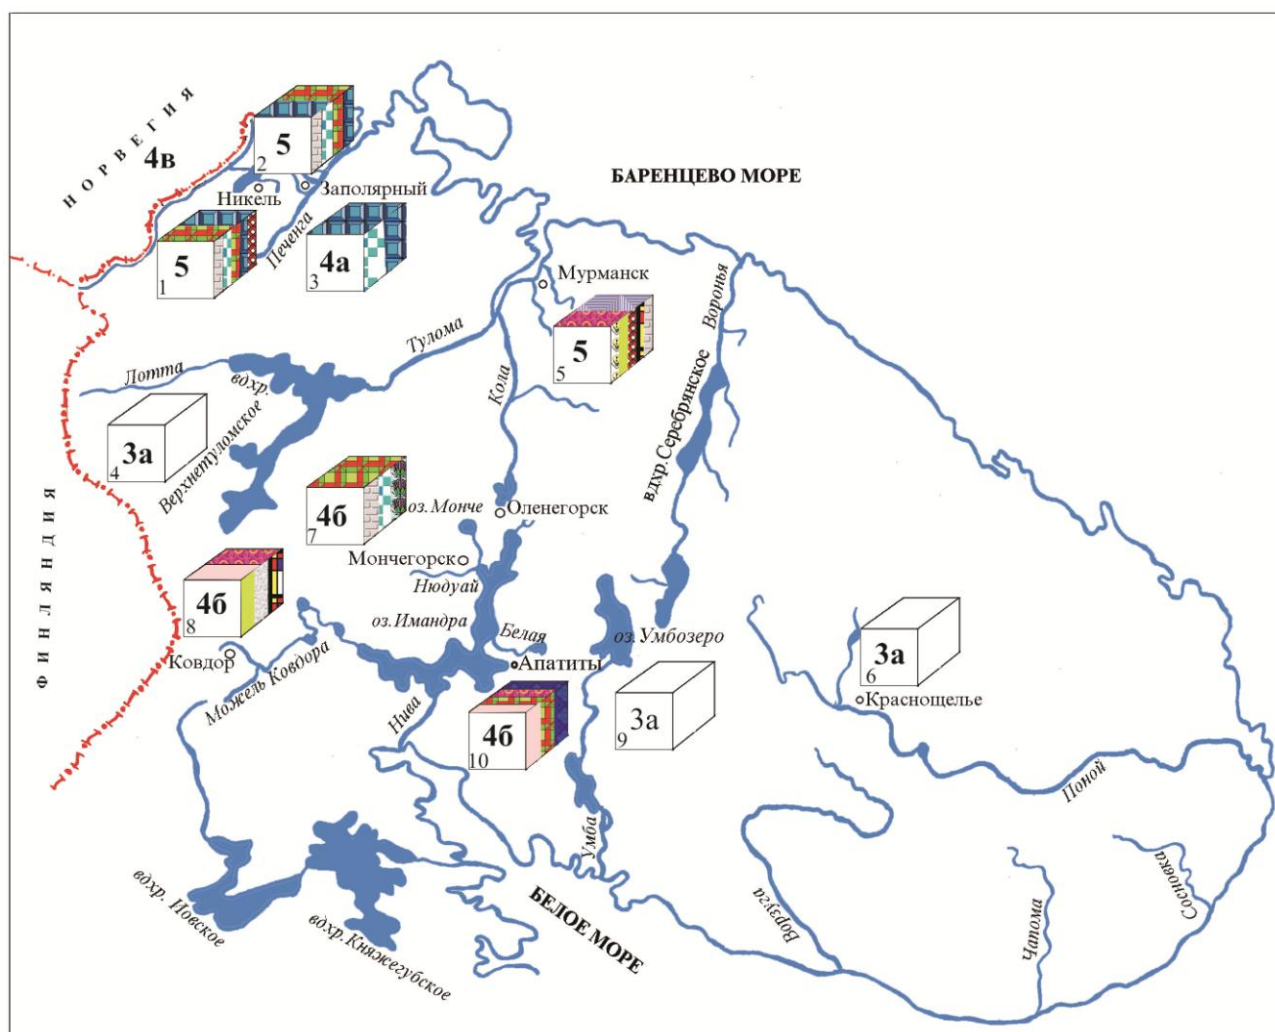 НОРВЕГИЯ
4в
5
2
Никель
Заполярный
БАРЕНЦЕВО МОРЕ
5
1
Печенга
4а
3
Мурманск
Воронья
5
5
Тулома
Кола
Лотта
вдхр.
Верхнетуломское
3а
4
вдхр. Серебрянское
ФИНЛЯНДИЯ
4б
7
оз. Монче
Оленегорск
Мончегорск
Нюдуай
4б
8
Ковдор
Можель Ковдора
оз. Имандра
Белая
Апатиты
оз. Умбозеро
3а
6
Краснощелье
Нива
4б
10
3а
9
Поной
Умба
Варзуга
Чапома
Сосновка
БЕЛОЕ МОРЕ
вдхр. Иовское
вдхр. Княжегубское